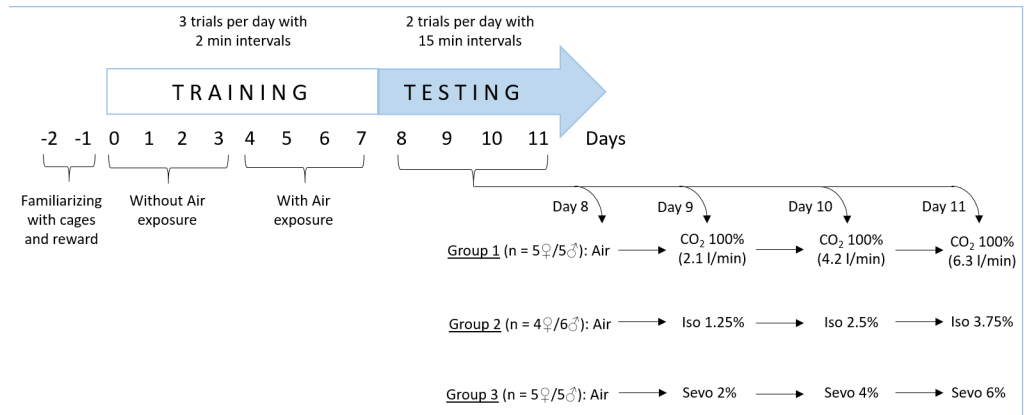 3 trials per day with
2 min intervals
2 trials per day with
15 min intervals
TRAINING
TESTING
-2 -1 0 1 2 3 4 5 6 7 8 9 10 11 Days
Familiarizing
with cages
and reward
Without Air
exposure
With Air
exposure
Day 8
Day 9
Day 10
Day 11
Group 1 (n = 5♀/5♂): Air
CO₂ 100%
(2.1 l/min)
CO₂ 100%
(4.2 l/min)
CO₂ 100%
(6.3 l/min)
Group 2 (n = 4♀/6♂): Air
Iso 1.25%
Iso 2.5%
Iso 3.75%
Group 3 (n = 5♀/5♂): Air
Sevo 2%
Sevo 4%
Sevo 6%